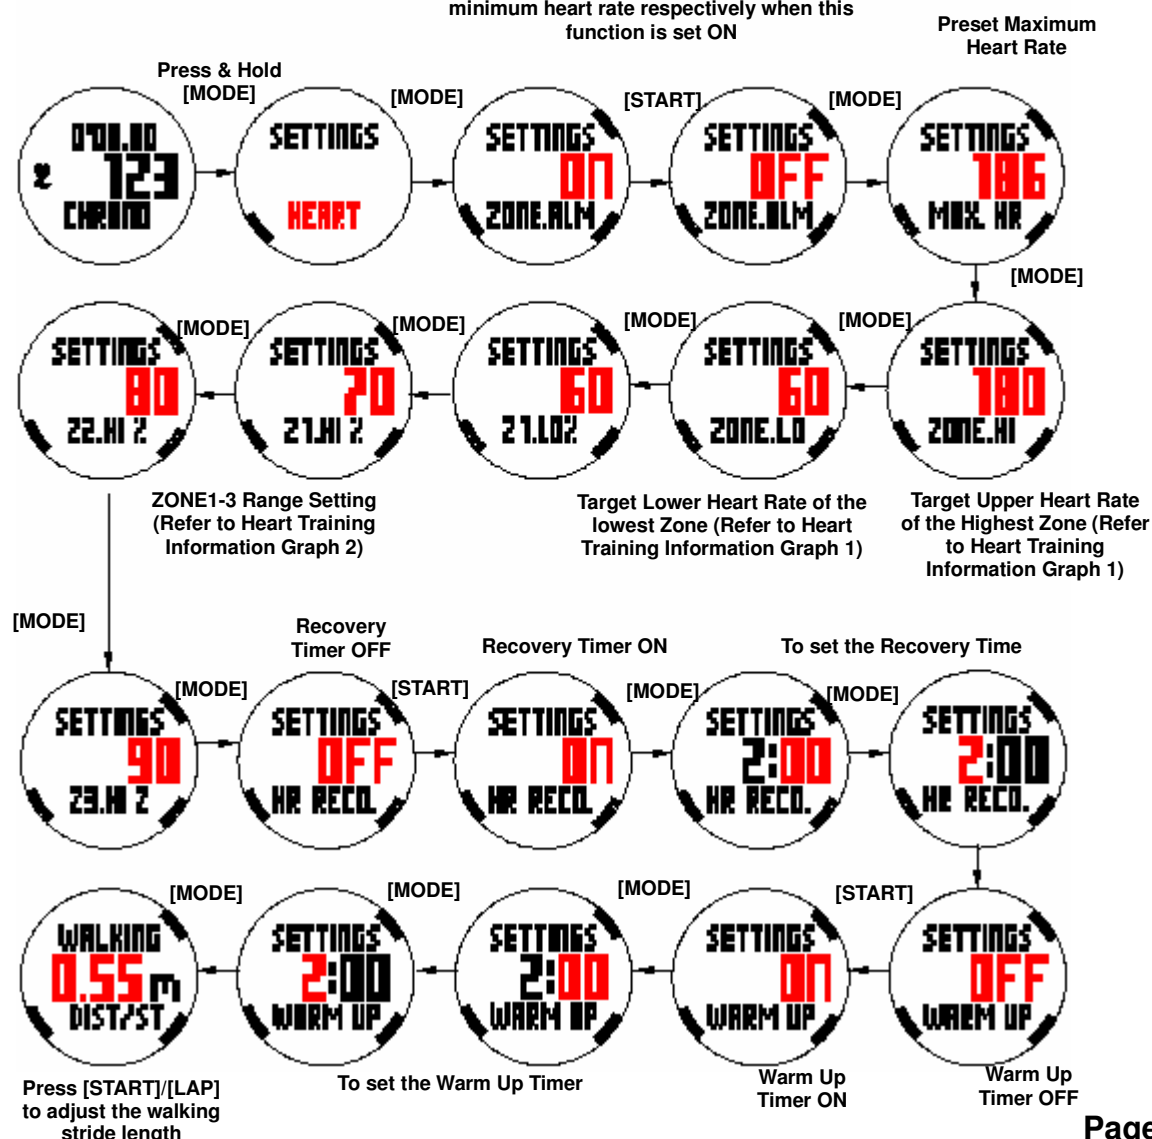 minimum heart rate respectively when this
function is set ON
Preset Maximum
Heart Rate
Press & Hold
[MODE]
[MODE]
[START]
[MODE]
0'00.00
123
CHRONO
SETTINGS
HEART
SETTINGS
ON
ZONE.ALM
SETTINGS
OFF
ZONE.ALM
SETTINGS
186
MAX. HR
[MODE]
[MODE]
[MODE]
[MODE]
[MODE]
SETTINGS
80
Z2.HI %
SETTINGS
70
Z1.HI %
SETTINGS
60
Z1.LO%
SETTINGS
60
ZONE.LO
SETTINGS
180
ZONE.HI
ZONE1-3 Range Setting
(Refer to Heart Training
Information Graph 2)
Target Lower Heart Rate of the
lowest Zone (Refer to Heart
Training Information Graph 1)
Target Upper Heart Rate
of the Highest Zone (Refer
to Heart Training
Information Graph 1)
[MODE]
Recovery
Timer OFF
Recovery Timer ON
To set the Recovery Time
[MODE]
[START]
[MODE]
[MODE]
SETTINGS
90
Z3.HI %
SETTINGS
OFF
HR RECO.
SETTINGS
ON
HR RECO.
SETTINGS
2:00
HR RECO.
SETTINGS
2:00
HR RECO.
[MODE]
[MODE]
[MODE]
[START]
WALKING
0.55 m
DIST/ST
SETTINGS
2:00
WARM UP
SETTINGS
2:00
WARM UP
SETTINGS
ON
WARM UP
SETTINGS
OFF
WARM UP
Press [START]/[LAP]
to adjust the walking
stride length
To set the Warm Up Timer
Warm Up
Timer ON
Warm Up
Timer OFF
Page